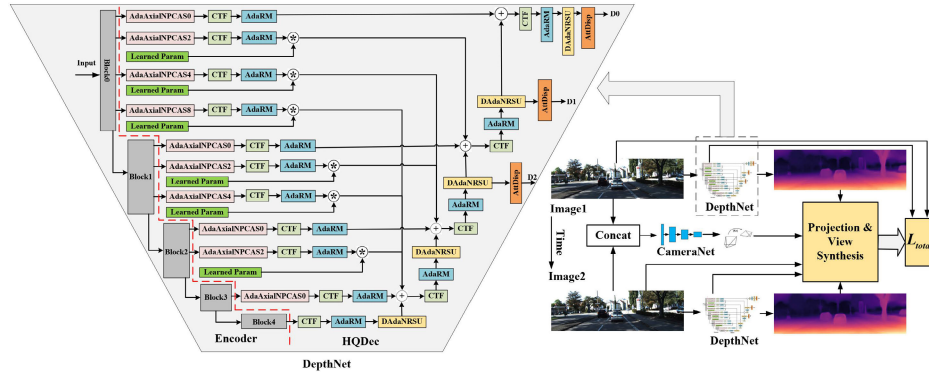 Input
Block0
AdaAxialNPCAS0 CTF AdaRM
AdaAxialNPCAS2 CTF AdaRM
Learned Param
AdaAxialNPCAS4 CTF AdaRM
Learned Param
AdaAxialNPCAS8 CTF AdaRM
Learned Param
Block1
AdaAxialNPCAS0 CTF AdaRM
AdaAxialNPCAS2 CTF AdaRM
Learned Param
AdaAxialNPCAS4 CTF AdaRM
Learned Param
Block2
AdaAxialNPCAS0 CTF AdaRM
AdaAxialNPCAS2 CTF AdaRM
Learned Param
Block3
AdaAxialNPCAS0 CTF AdaRM
Block4
CTF AdaRM DAdaNRSU
CTF
AdaRM
DAdaNRSU
CTF
AdaRM
DAdaNRSU AttDisp D2
CTF
AdaRM
DAdaNRSU AttDisp D1
CTF AdaRM DAdaNRSU AttDisp D0
Encoder HQDec
DepthNet
Image1
DepthNet
Time
Concat
CameraNet
Projection &
View
Synthesis
L total
Image2
DepthNet